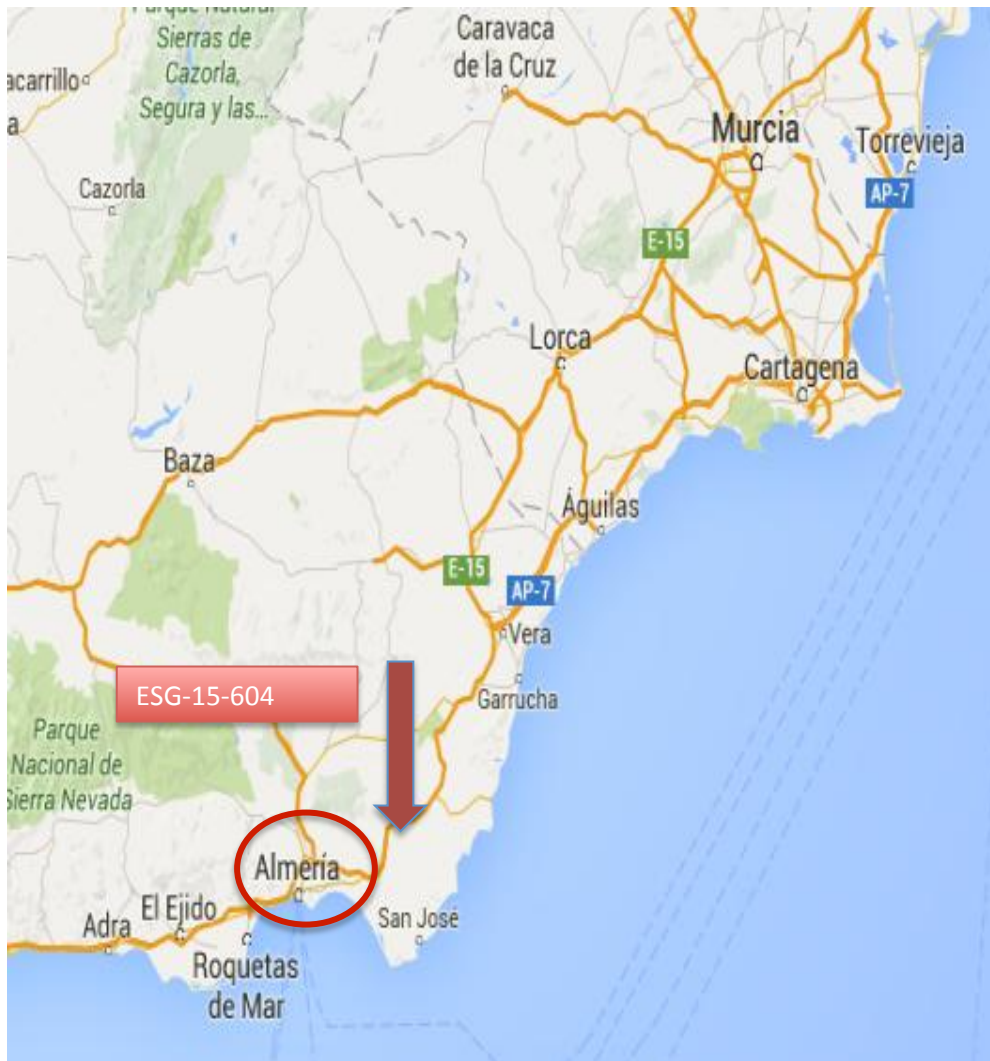 Parque Natural
Sierras de
Cazorla,
Segura y las...
Caravaca
de la Cruz
acarrillo
a
Murcia
Torrevieja
Cazorla
AP-7
E-15
Lorca
Cartagena
Baza
Águilas
E-15
AP-7
Vera
ESG-15-604
Garrucha
Parque
Nacional de
Sierra Nevada
Almería
El Ejido
San José
Adra
Roquetas
de Mar